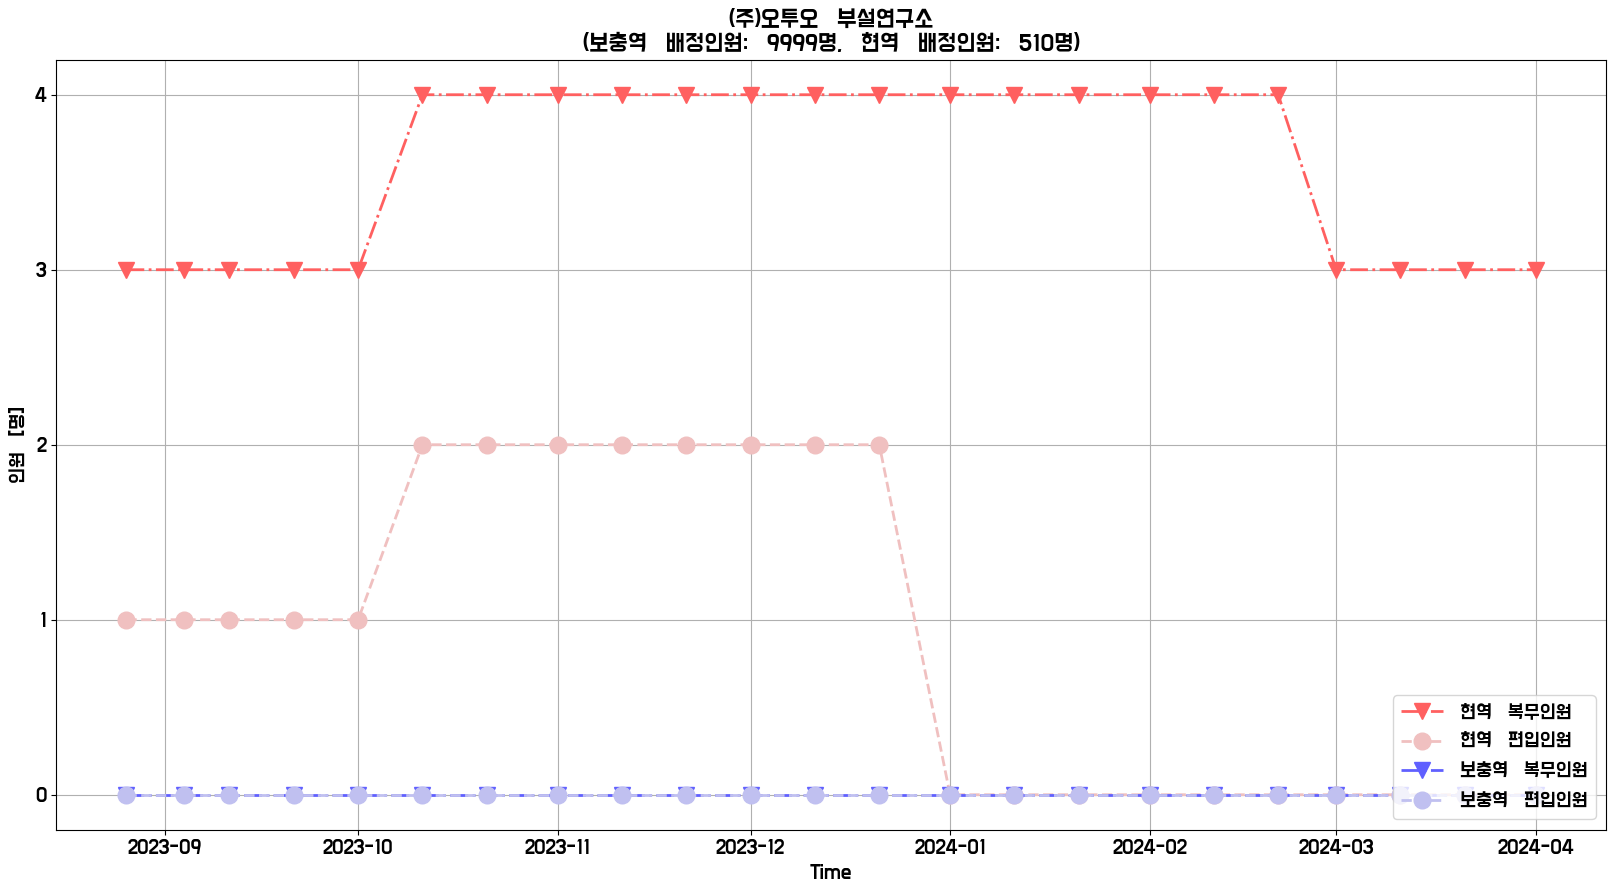 (주)오투오 부설연구소
(보충역 배정인원: 9999명, 현역 배정인원: 510명)
4
3
2
1
0
인원 [명]
현역 복무인원
현역 편입인원
보충역 복무인원
보충역 편입인원
2023-09 2023-10 2023-11 2023-12 2024-01 2024-02 2024-03 2024-04
Time